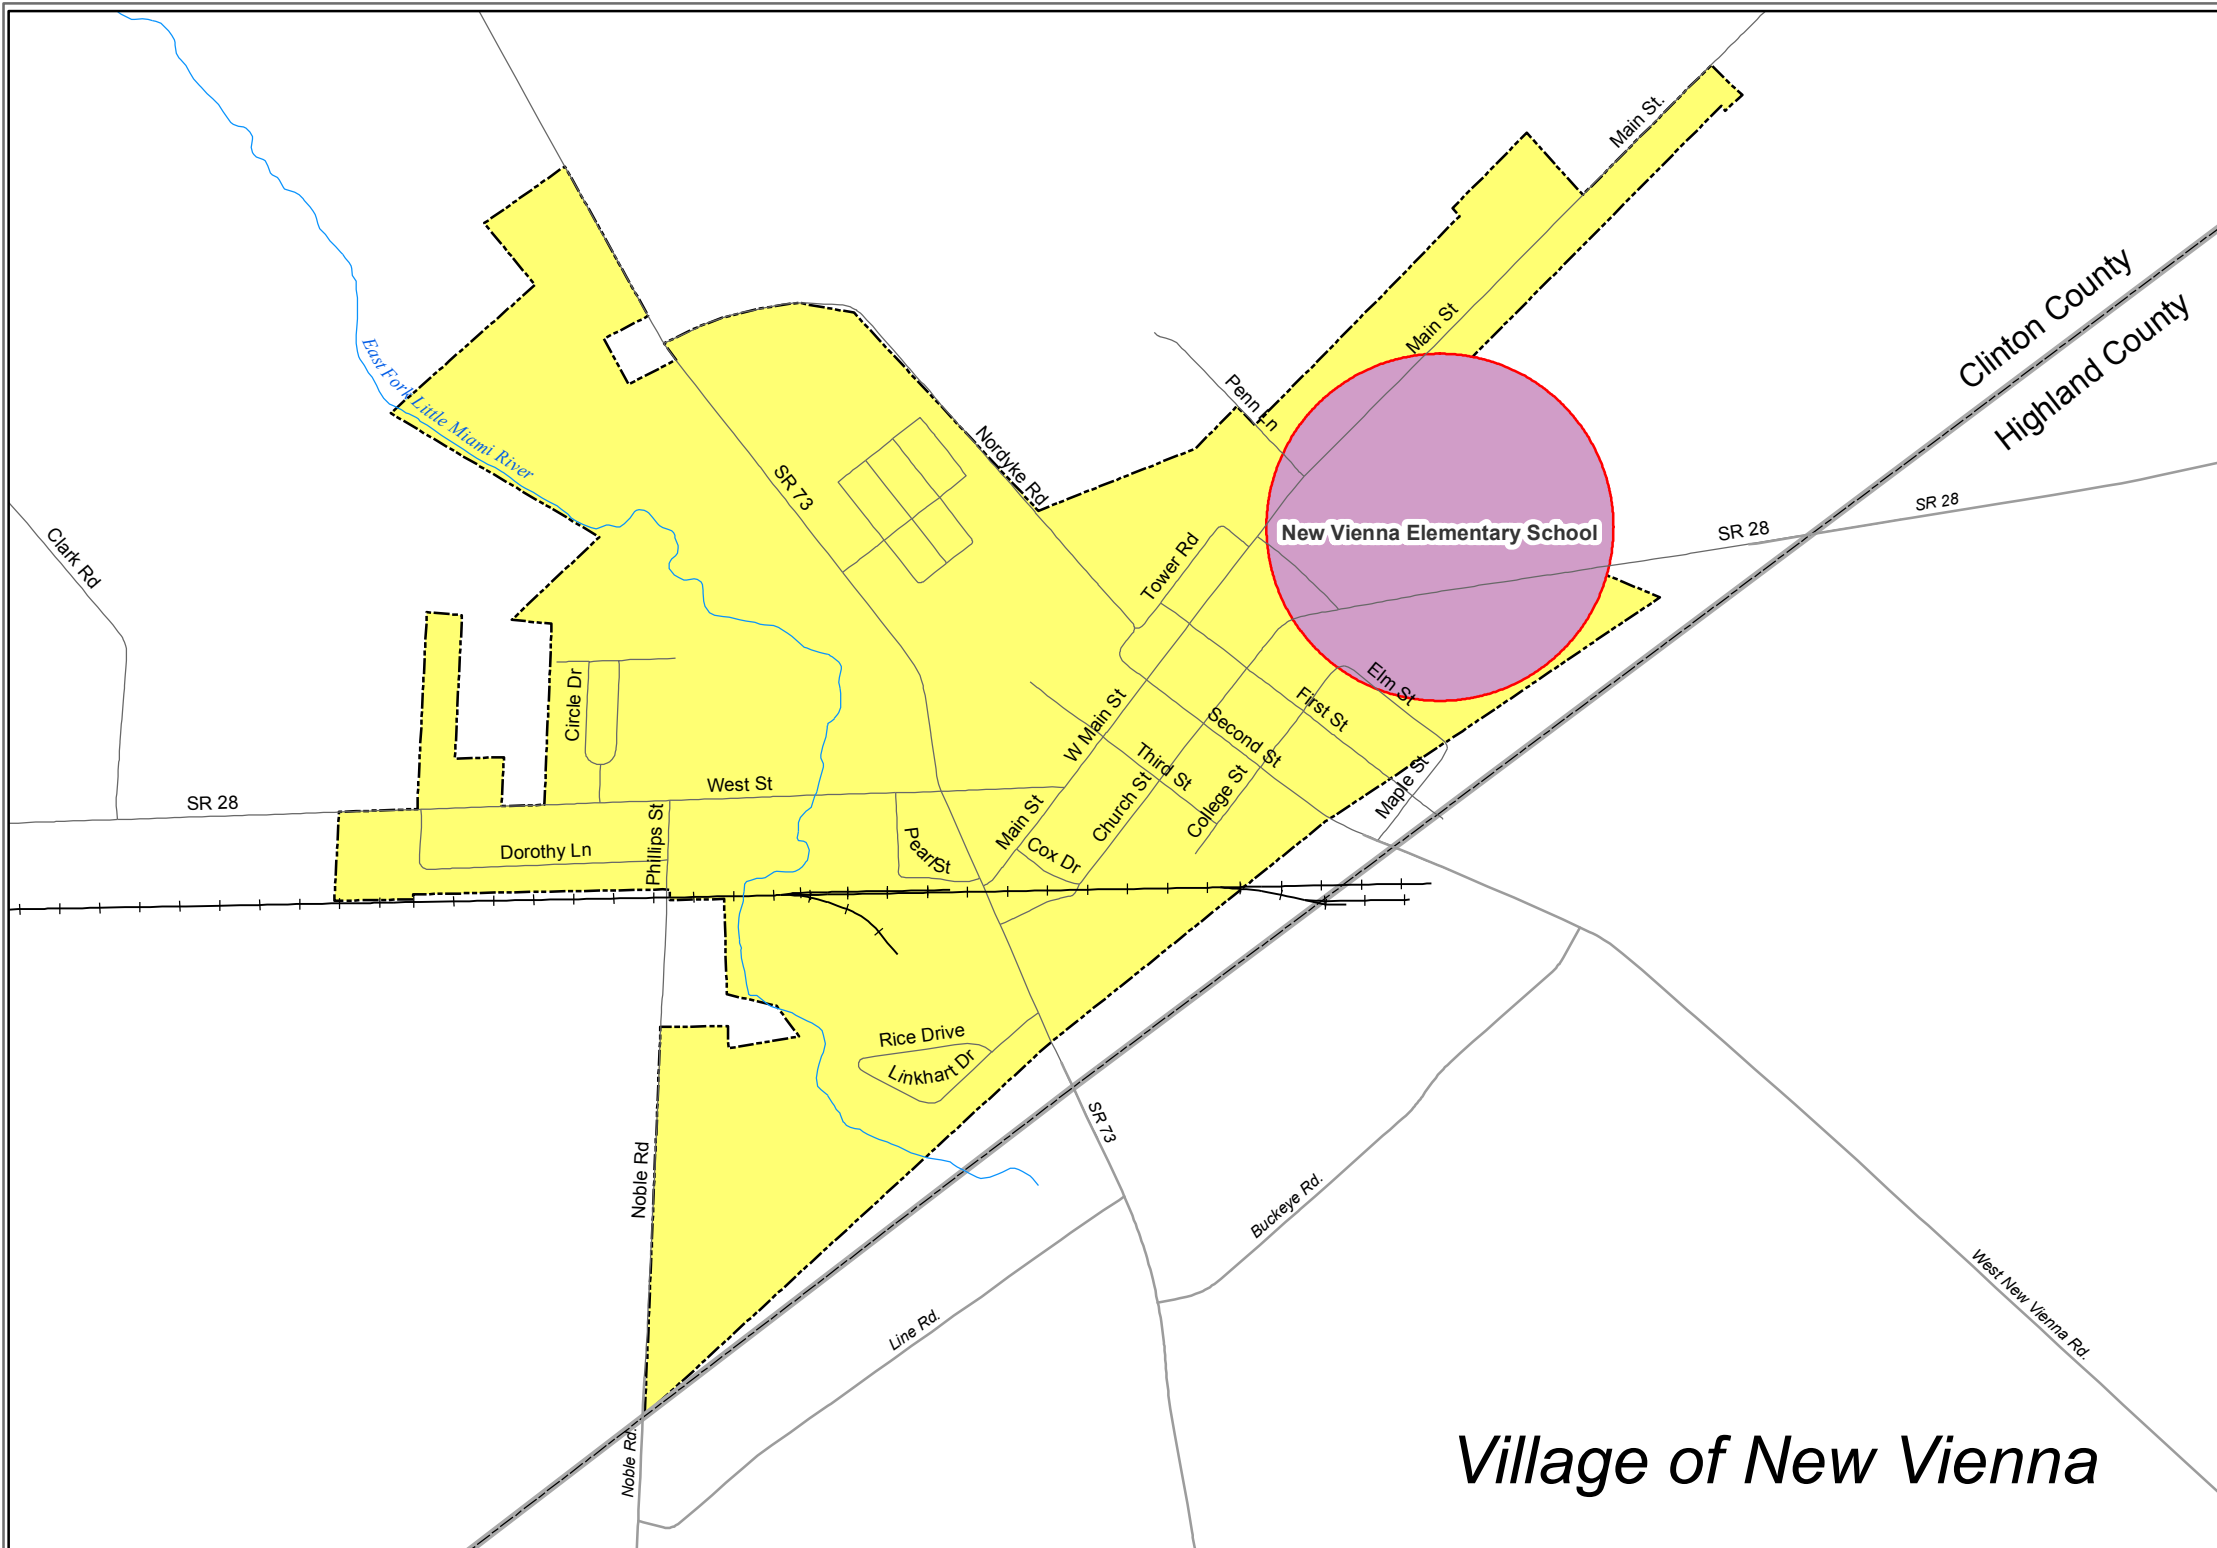 Main St.
Clinton County
Highland County
Main St
East Fork Little Miami River
Penn Ln
Nordyke Rd
SR 73
SR 28
SR 28
New Vienna Elementary School
Clark Rd
Tower Rd
Circle Dr
Elm St
First St
Second St
W Main St
Third St
Church St
College St
Maple St
West St
SR 28
Phillips St
Main St
Pearl St
Cox Dr
Dorothy Ln
Rice Drive
Linkhart Dr
SR 73
Noble Rd
Buckeye Rd.
Line Rd.
West New Vienna Rd.
Noble Rd.
Village of New Vienna